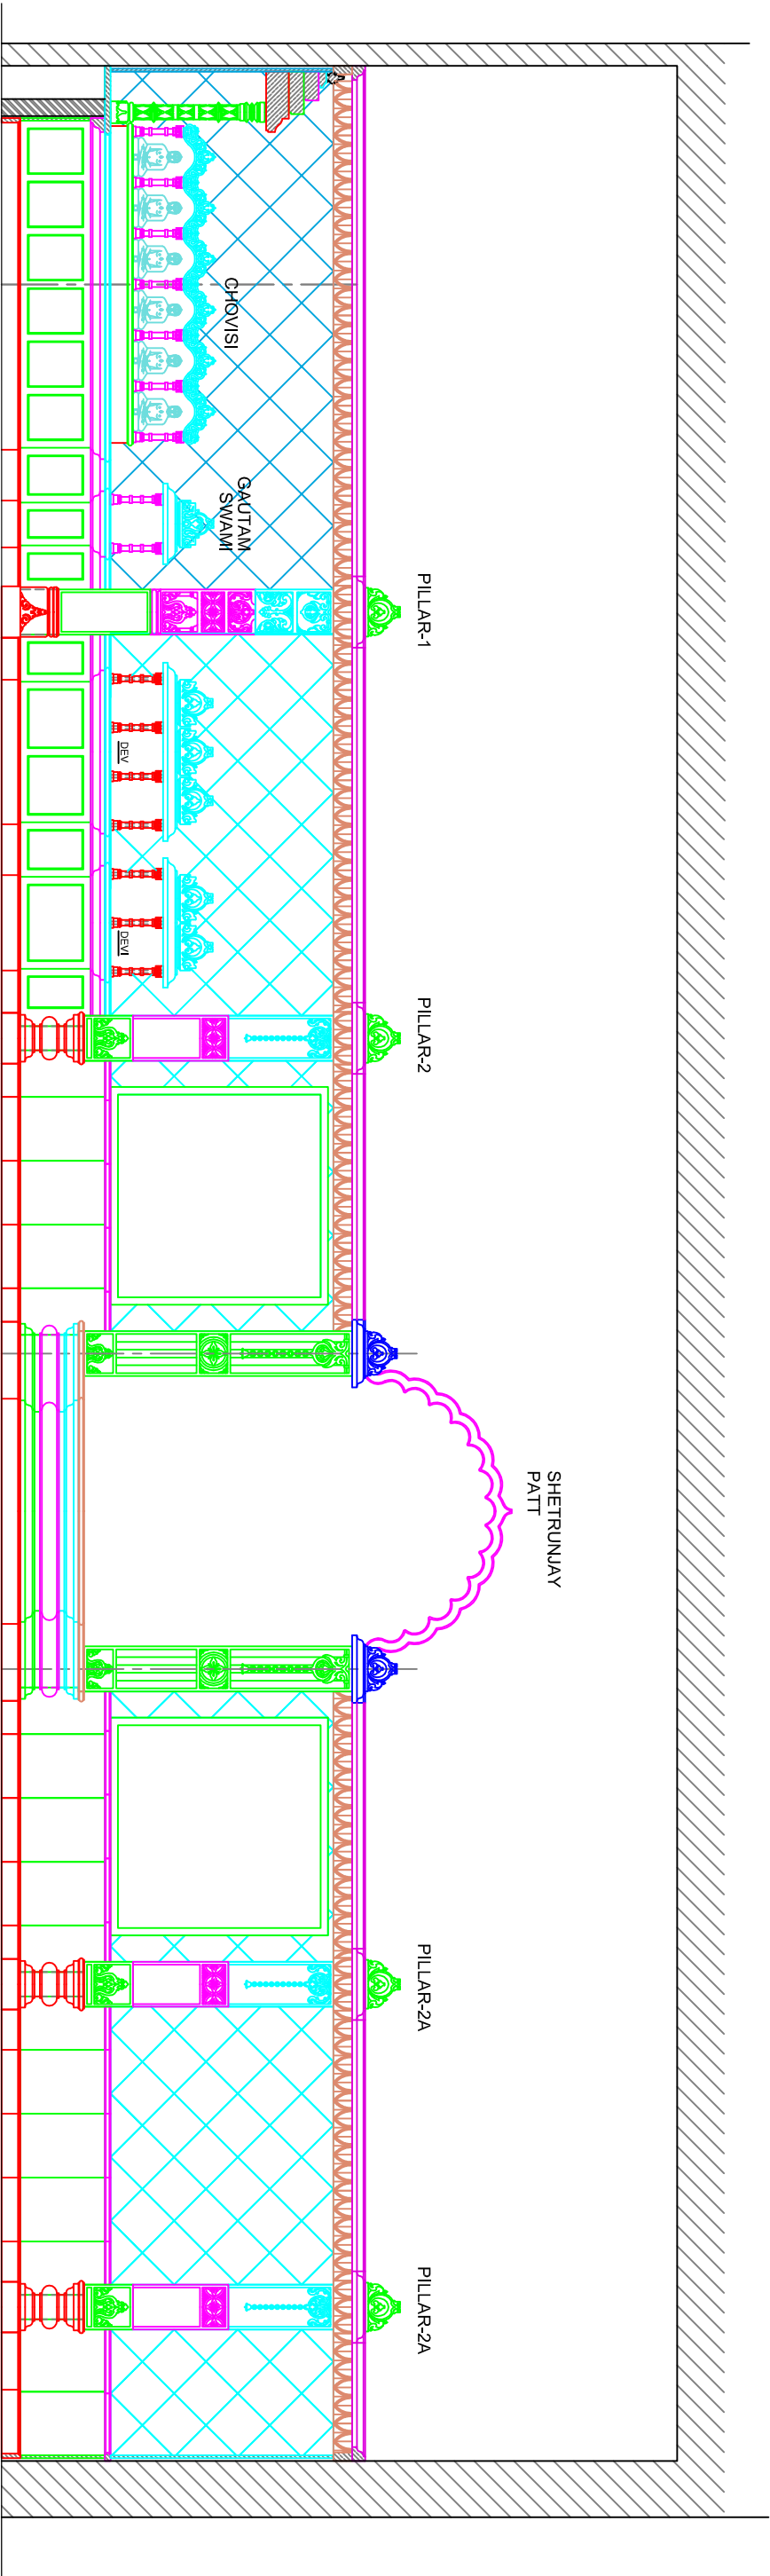 CHOVISI
GAUTAM
SWAMI
PILLAR-1
DEV
DEVI
PILLAR-2
SHETRUNJAY
PATT
PILLAR-2A
PILLAR-2A